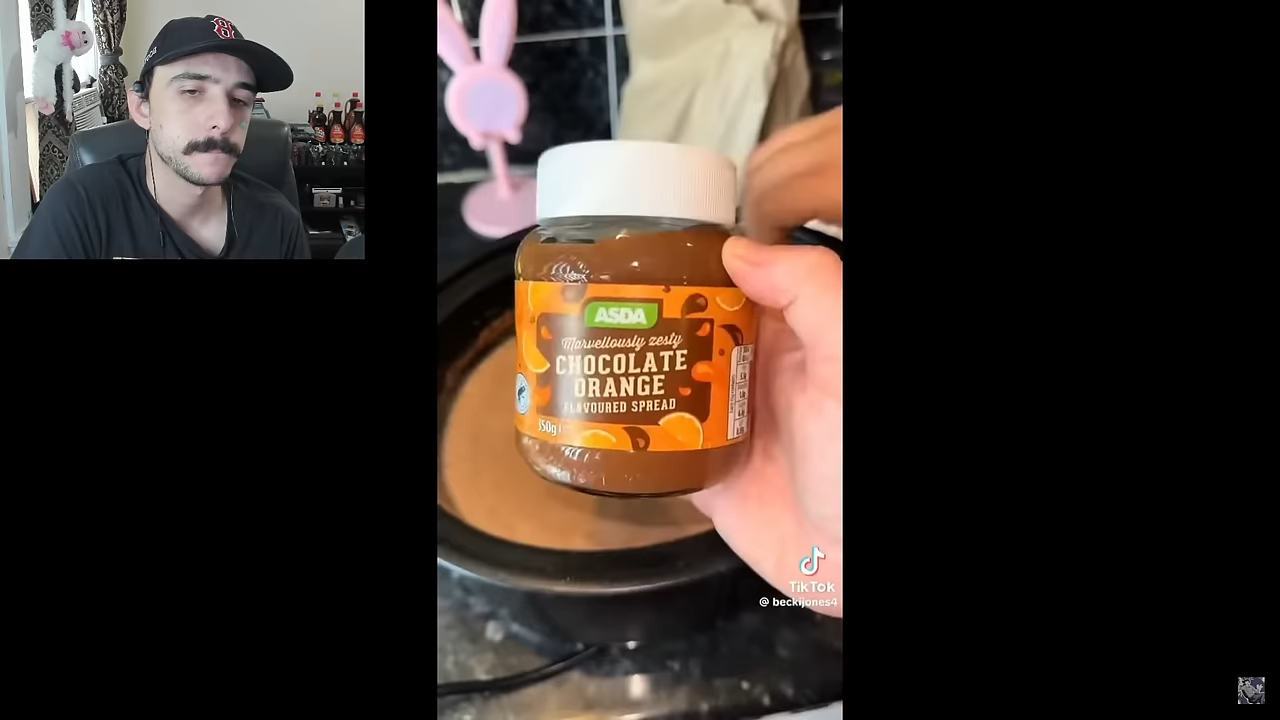 ASDA
Marvellously zesty
CHOCOLATE
ORANGE
FLAVOURED SPREAD
350g
TikTok
@ beckijones4